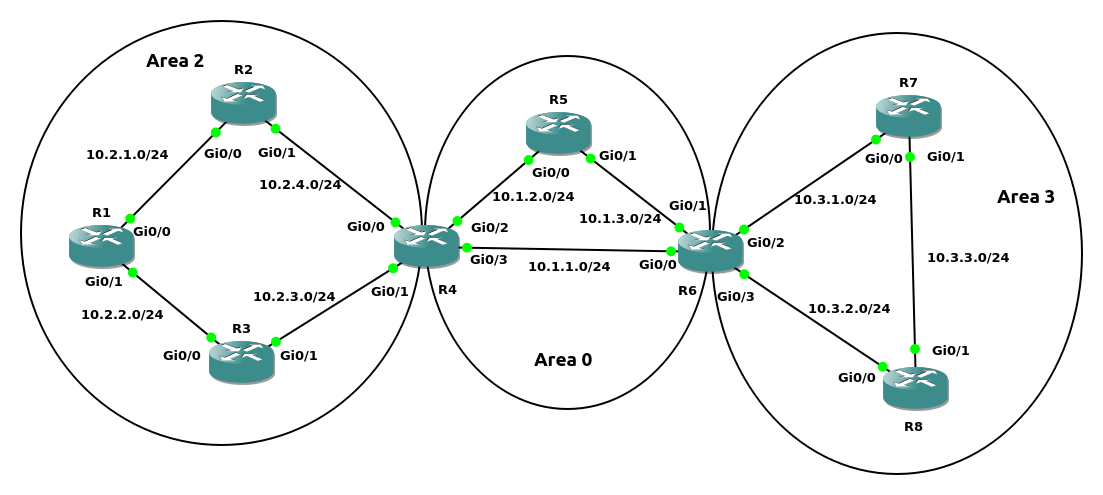 Area 2
R2
10.2.1.0/24
Gi0/0
Gi0/1
10.2.4.0/24
R1
Gi0/0
Gi0/1
10.2.2.0/24
R3
Gi0/0
Gi0/1
10.2.3.0/24
Gi0/0
Gi0/1
R4
Gi0/2
Gi0/3
R5
Gi0/0
Gi0/1
10.1.2.0/24
10.1.3.0/24
10.1.1.0/24
Area 0
Gi0/1
Gi0/0
R6
Gi0/2
Gi0/3
R7
Gi0/0
Gi0/1
10.3.1.0/24
Area 3
10.3.3.0/24
10.3.2.0/24
Gi0/1
Gi0/0
R8